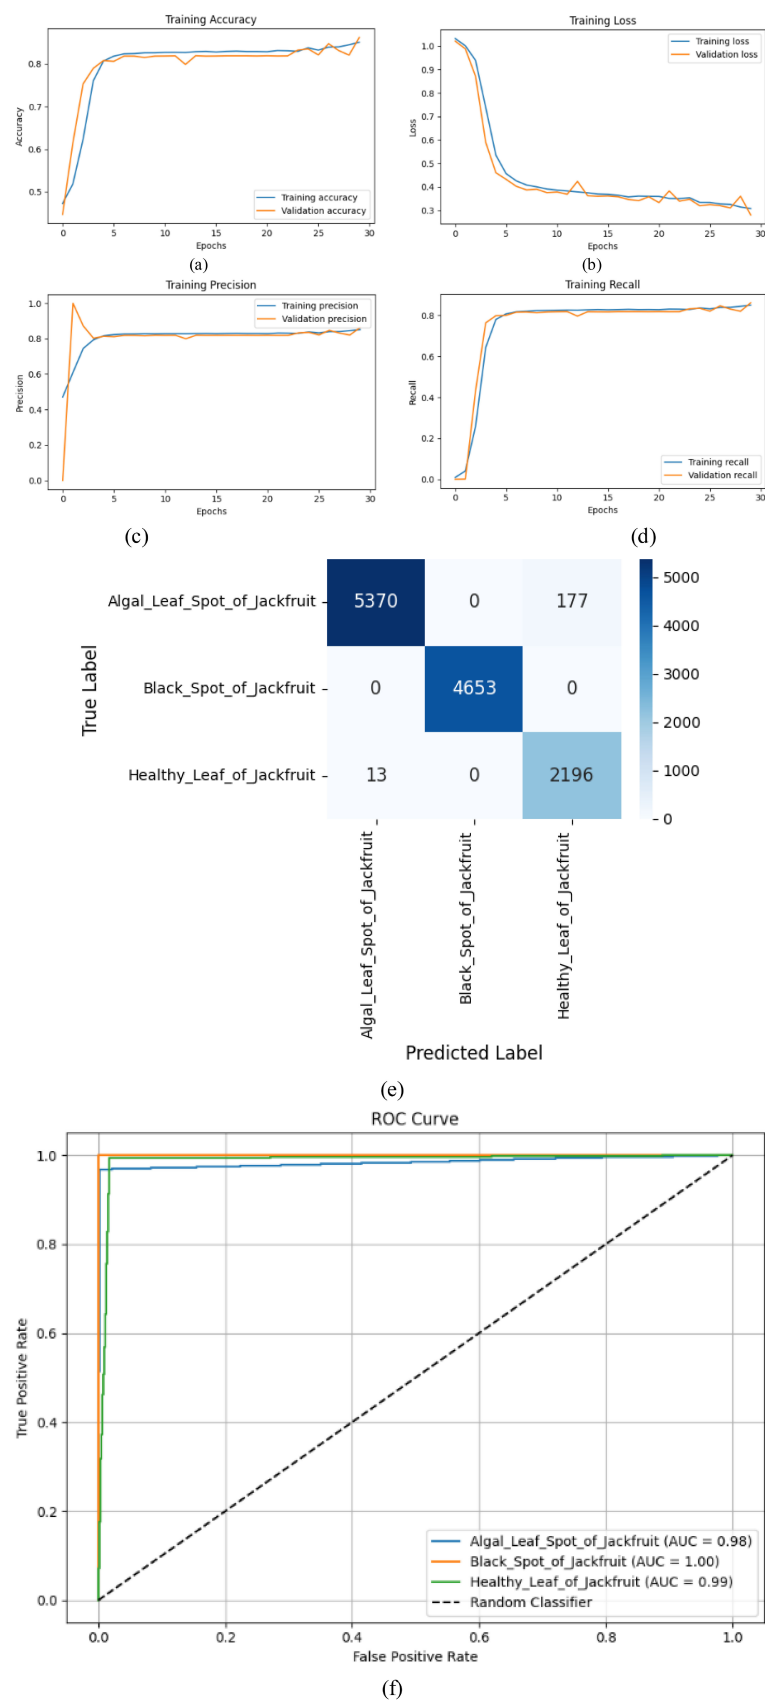 Training Accuracy
0.8
0.7
0.6
0.5
Accuracy
Training accuracy
Validation accuracy
0 5 10 15 20 25 30
Epochs
(a)
Training Loss
1.0
0.9
0.8
0.7
0.6
0.5
0.4
0.3
Loss
Training loss
Validation loss
0 5 10 15 20 25 30
Epochs
(b)
Training Precision
1.0
0.8
0.6
0.4
0.2
0.0
Precision
Training precision
Validation precision
0 5 10 15 20 25 30
Epochs
(c)
Training Recall
0.8
0.6
0.4
0.2
0.0
Recall
Training recall
Validation recall
0 5 10 15 20 25 30
Epochs
(d)
True Label
Algal_Leaf_Spot_of_Jackfruit 5370 0 177
Black_Spot_of_Jackfruit 0 4653 0
Healthy_Leaf_of_Jackfruit 13 0 2196
5000
4000
3000
2000
1000
0
Algal_Leaf_Spot_of_Jackfruit
Black_Spot_of_Jackfruit
Healthy_Leaf_of_Jackfruit
Predicted Label
(e)
ROC Curve
1.0
0.8
0.6
0.4
0.2
0.0
True Positive Rate
Algal_Leaf_Spot_of_Jackfruit (AUC = 0.98)
Black_Spot_of_Jackfruit (AUC = 1.00)
Healthy_Leaf_of_Jackfruit (AUC = 0.99)
Random Classifier
0.0 0.2 0.4 0.6 0.8 1.0
False Positive Rate
(f)